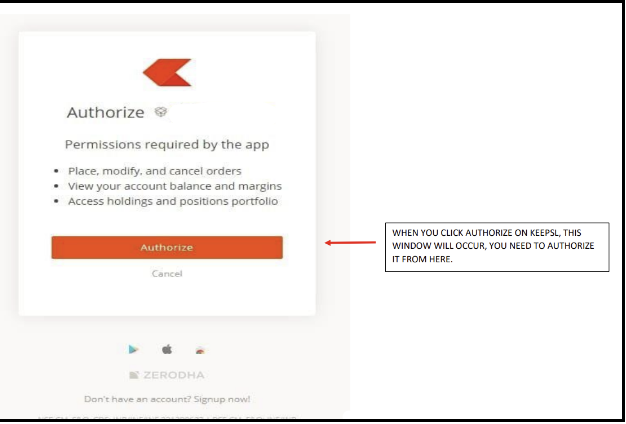 Authorize
Permissions required by the app
• Place, modify, and cancel orders
• View your account balance and margins
• Access holdings and positions portfolio
Authorize
Cancel
WHEN YOU CLICK AUTHORIZE ON KEEPSL, THIS
WINDOW WILL OCCUR, YOU NEED TO AUTHORIZE
IT FROM HERE.
ZERODHA
Don't have an account? Signup now!